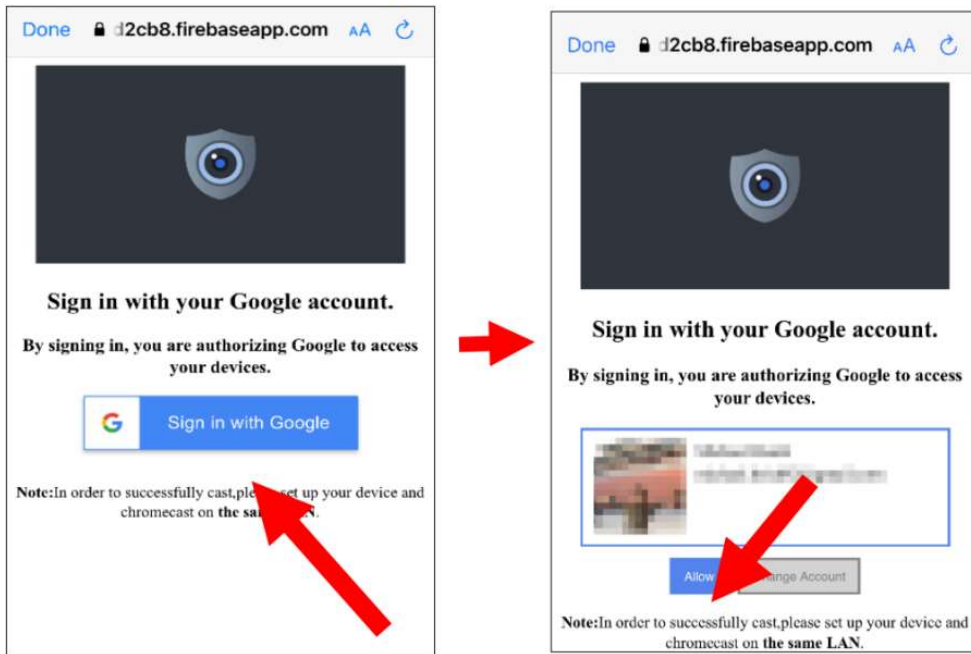 Done d2cb8.firebaseapp.com AA
Sign in with your Google account.
By signing in, you are authorizing Google to access
your devices.
G Sign in with Google
Note:In order to successfully cast, set up your device and
chromecast on the
Done d2cb8.firebaseapp.com AA
Sign in with your Google account.
By signing in, you are authorizing Google to access
your devices.
Allow Account
Note:In order to successfully cast,please set up your device and
chromecast on the same LAN.